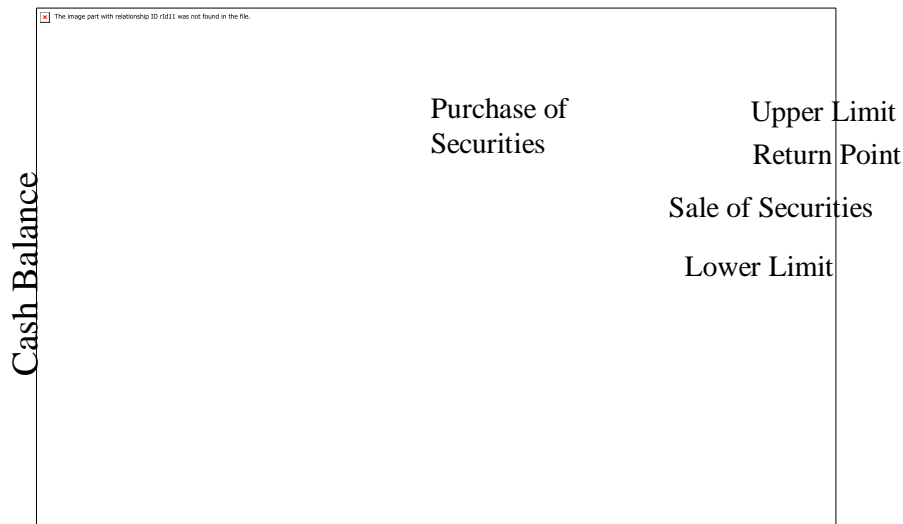 The image part with relationship ID rId11 was not found in the file.
Purchase of
Securities
Upper Limit
Return Point
Sale of Securities
Lower Limit
Cash Balance